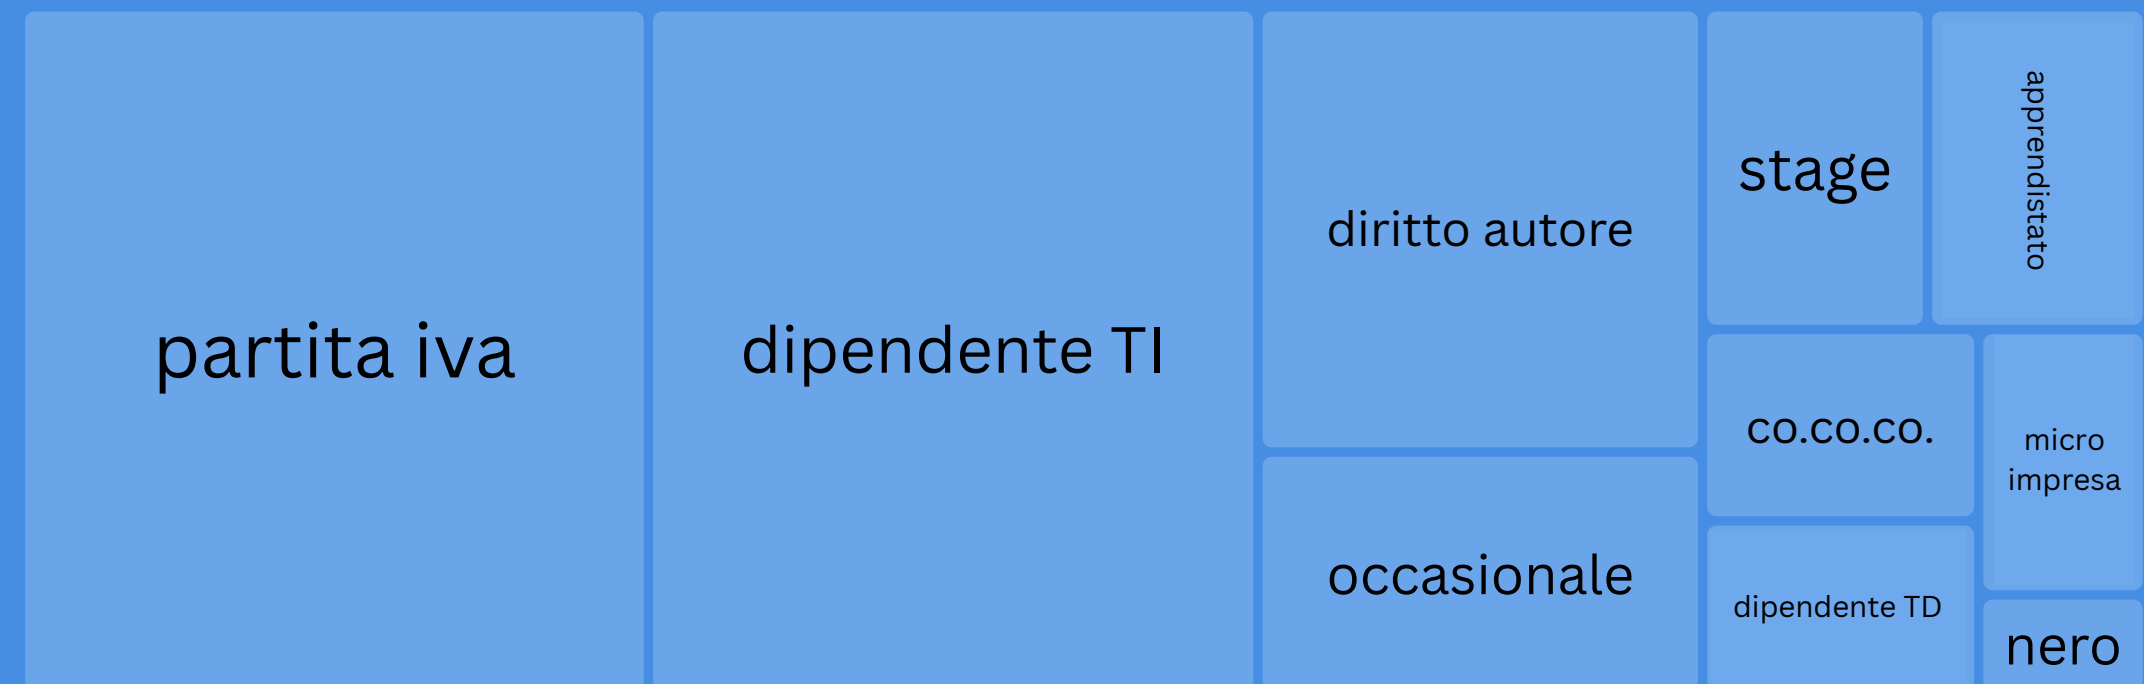 partita iva
dipendente TI
diritto autore
occasionale
stage
apprendistato
co.co.co.
micro
impresa
dipendente TD
nero